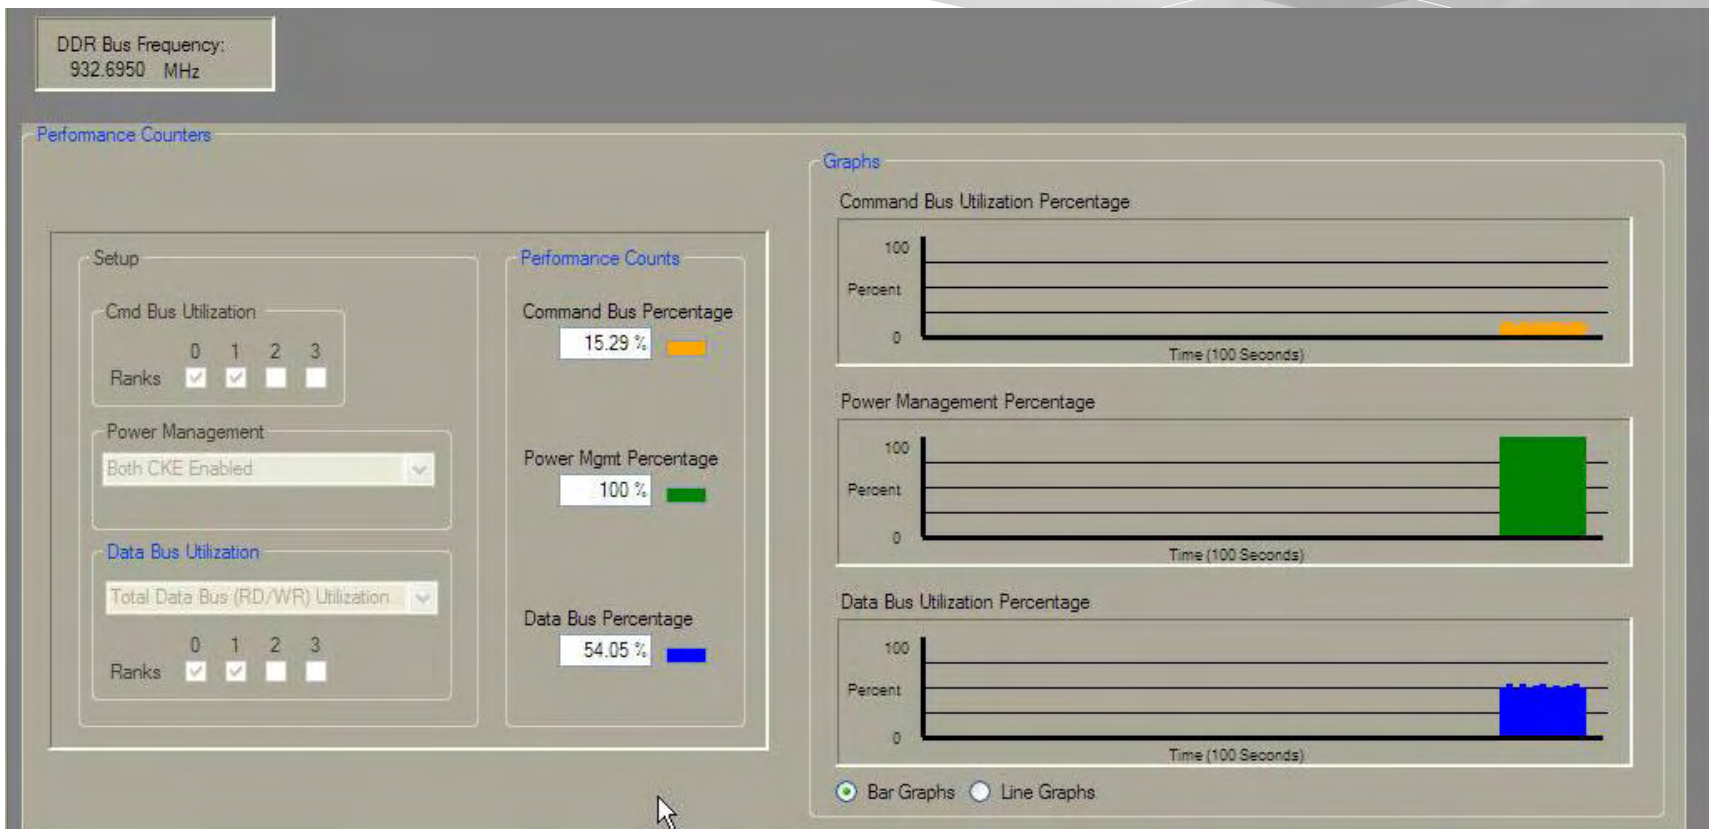 DDR Bus Frequency:
932.6950 MHz
Performance Counters
Setup
Cmd Bus Utilization
0 1 2 3
Ranks
Power Management
Both CKE Enabled
Data Bus Utilization
Total Data Bus (RD/WR) Utilization
0 1 2 3
Ranks
Performance Counts
Command Bus Percentage
15.29 %
Power Mgmt Percentage
100 %
Data Bus Percentage
54.05 %
Graphs
Command Bus Utilization Percentage
100
Percent
0
Time (100 Seconds)
Power Management Percentage
100
Percent
0
Time (100 Seconds)
Data Bus Utilization Percentage
100
Percent
0
Time (100 Seconds)
Bar Graphs Line Graphs